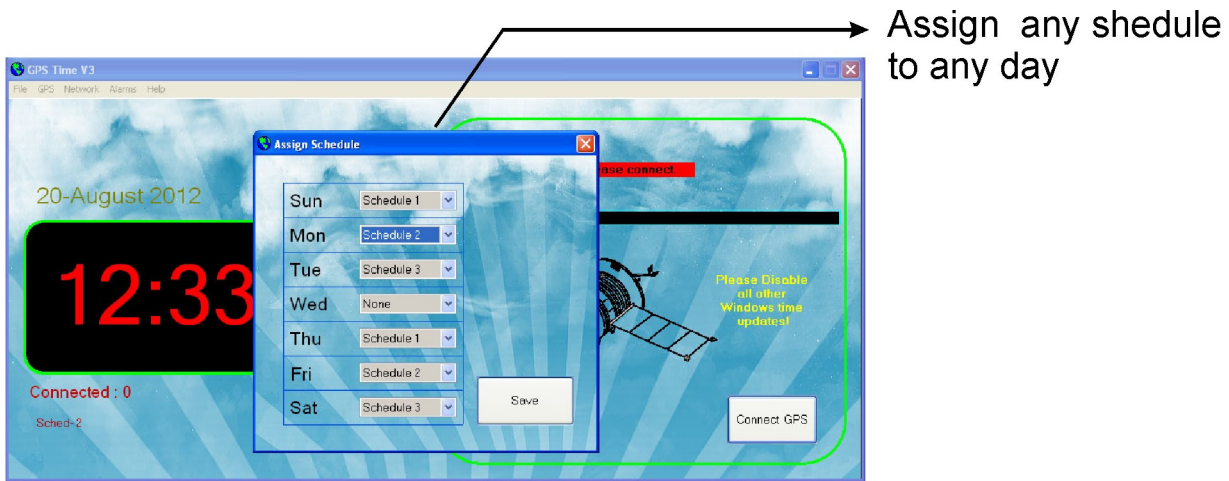 Assign any shedule
to any day
GPS Time V3
File GPS Network Alarms Help
Assign Schedule
connect.
20-August 2012
12:33
Sun Schedule 1
Mon Schedule 2
Tue Schedule 3
Wed None
Thu Schedule 1
Fri Schedule 2
Sat Schedule 3
Save
Please Disable
all other
Windows time
updates!
Connected : 0
Sched-2
Connect GPS